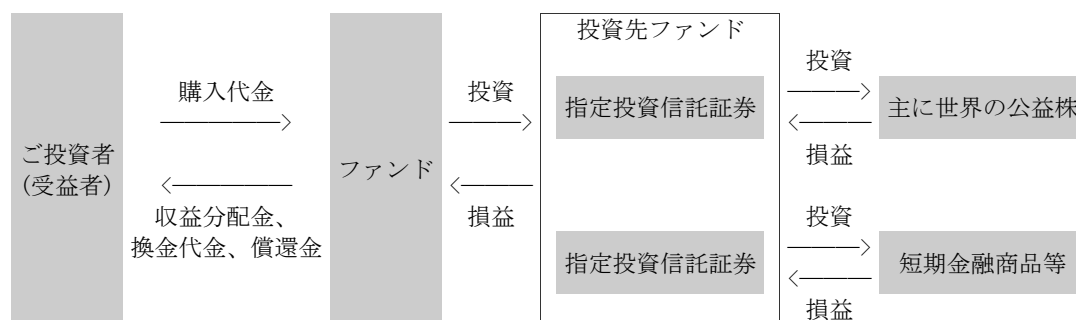 ご投資者
(受益者)
購入代金
収益分配金、
換金代金、償還金
ファンド
投資
損益
投資先ファンド
指定投資信託証券
指定投資信託証券
投資
損益
主に世界の公益株
投資
損益
短期金融商品等